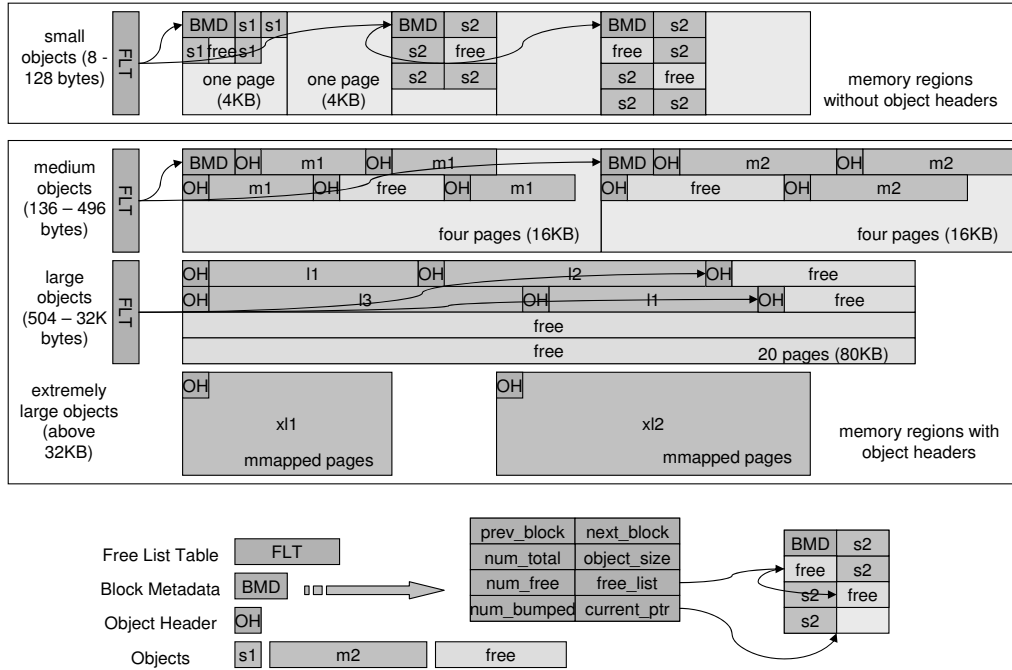 small
objects (8 -
128 bytes)
FLT
BMD s1 s1
s1 free s1
one page
(4KB)
one page
(4KB)
BMD s2
s2 free
s2 s2
BMD s2
free s2
s2 free
s2 s2
memory regions
without object headers
medium
objects
(136 – 496
bytes)
FLT
BMD OH m1 OH m1
OH m1 OH free OH m1
four pages (16KB)
BMD OH m2 OH m2
OH free OH m2
four pages (16KB)
large
objects
(504 – 32K
bytes)
FLT
OH l1 OH l2 OH free
OH l3 OH l1 OH free
free
free
20 pages (80KB)
extremely
large objects
(above
32KB)
OH
xl1
mmapped pages
OH
xl2
mmapped pages
memory regions with
object headers
Free List Table FLT
Block Metadata BMD
Object Header OH
Objects s1 m2 free
prev_block next_block
num_total object_size
num_free free_list
num_bumped current_ptr
BMD s2
free s2
s2 free
s2